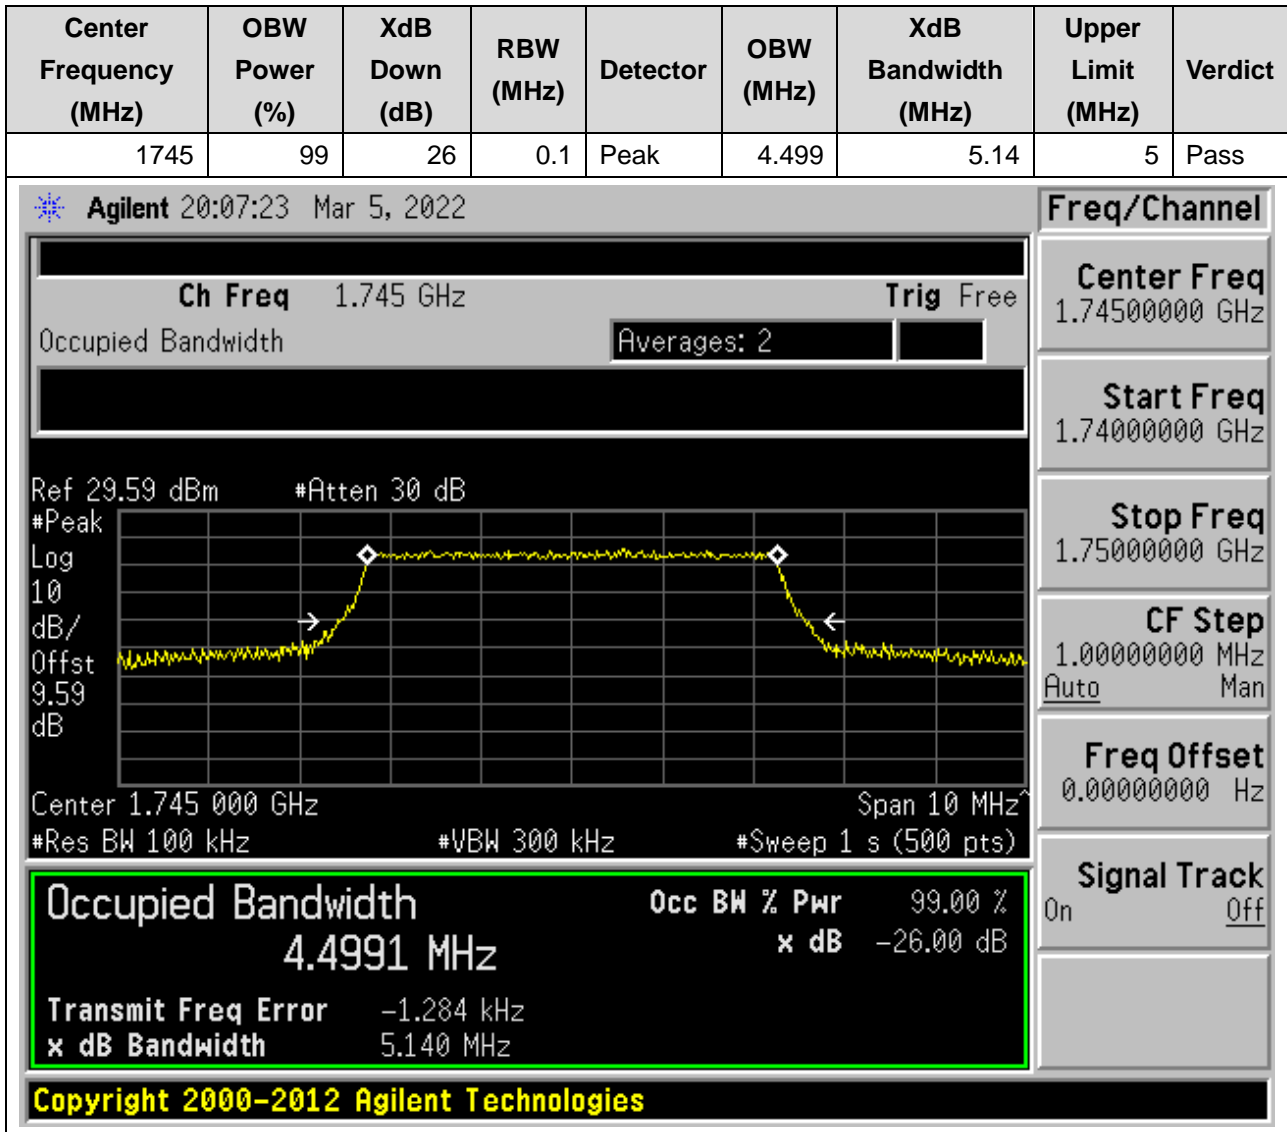 Center Frequency (MHz) OBW Power (%) XdB Down (dB) RBW (MHz) Detector OBW (MHz) XdB Bandwidth (MHz) Upper Limit (MHz) Verdict
1745 99 26 0.1 Peak 4.499 5.14 5 Pass
Agilent 20:07:23 Mar 5, 2022
Freq/Channel
Ch Freq 1.745 GHz Trig Free
Occupied Bandwidth Averages: 2
Center Freq
1.74500000 GHz
Start Freq
1.74000000 GHz
Stop Freq
1.75000000 GHz
CF Step
1.00000000 MHz
Auto Man
Freq Offset
0.00000000 Hz
Signal Track
On Off
Ref 29.59 dBm #Atten 30 dB
#Peak
Log
10
dB/
Offst
9.59
dB
Center 1.745 000 GHz Span 10 MHz^
#Res BW 100 kHz #VBW 300 kHz #Sweep 1 s (500 pts)
Occupied Bandwidth Occ BW % Pwr 99.00 %
4.4991 MHz x dB -26.00 dB
Transmit Freq Error -1.284 kHz
x dB Bandwidth 5.140 MHz
Copyright 2000-2012 Agilent Technologies